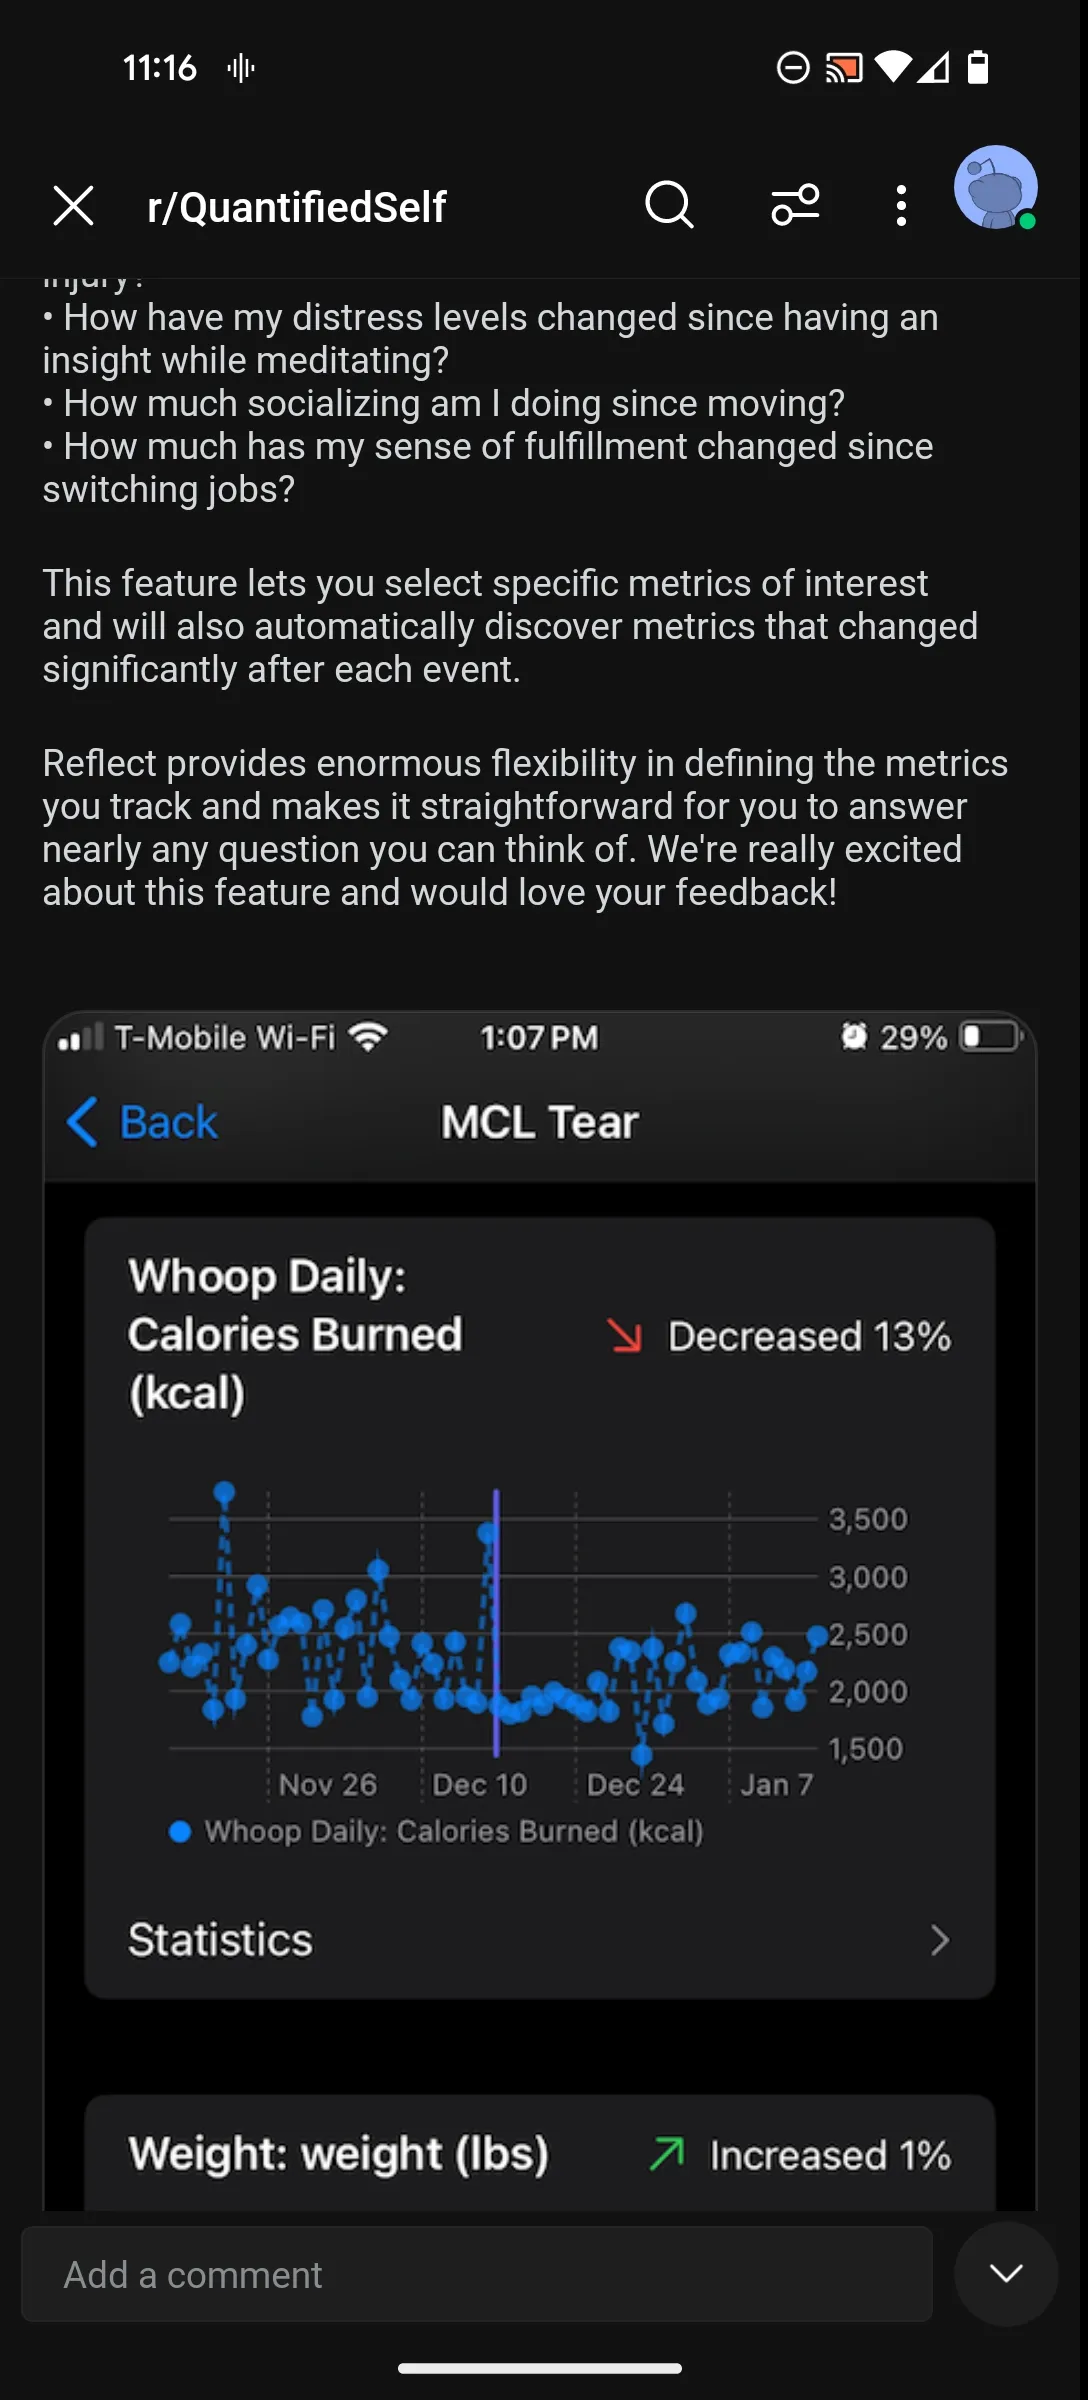 11:16
r/QuantifiedSelf
injury?
• How have my distress levels changed since having an
insight while meditating?
• How much socializing am I doing since moving?
• How much has my sense of fulfillment changed since
switching jobs?
This feature lets you select specific metrics of interest
and will also automatically discover metrics that changed
significantly after each event.
Reflect provides enormous flexibility in defining the metrics
you track and makes it straightforward for you to answer
nearly any question you can think of. We're really excited
about this feature and would love your feedback!
T-Mobile Wi-Fi 1:07 PM 29%
Back MCL Tear
Whoop Daily:
Calories Burned
(kcal)
Decreased 13%
3,500
3,000
2,500
2,000
1,500
Nov 26 Dec 10 Dec 24 Jan 7
Whoop Daily: Calories Burned (kcal)
Statistics
Weight: weight (lbs) Increased 1%
Add a comment